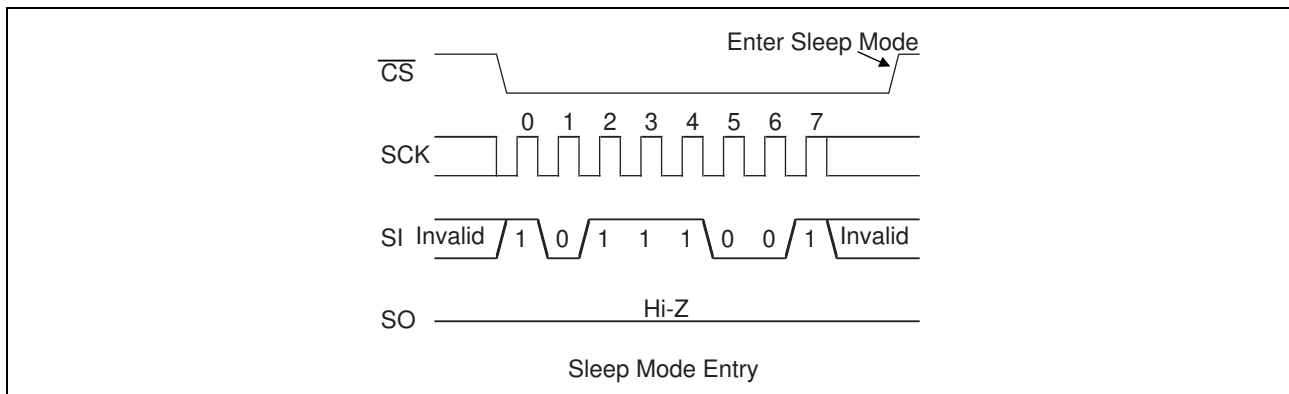 Enter Sleep Mode
CS
0 1 2 3 4 5 6 7
SCK
SI Invalid 1 0 1 1 1 0 0 1 Invalid
Hi-Z
SO
Sleep Mode Entry